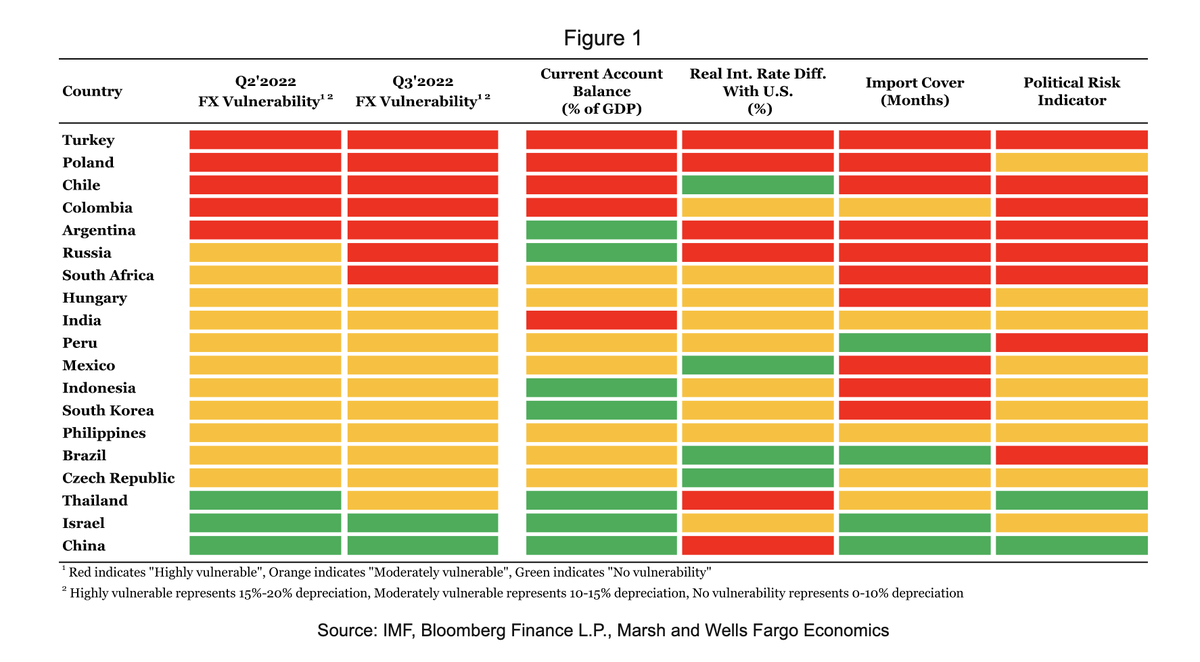 Figure 1
Country
Q2'2022
FX Vulnerability¹ ²
Q3'2022
FX Vulnerability¹ ²
Current Account
Balance
(% of GDP)
Real Int. Rate Diff.
With U.S.
(%)
Import Cover
(Months)
Political Risk
Indicator
Turkey
Poland
Chile
Colombia
Argentina
Russia
South Africa
Hungary
India
Peru
Mexico
Indonesia
South Korea
Philippines
Brazil
Czech Republic
Thailand
Israel
China
¹ Red indicates "Highly vulnerable", Orange indicates "Moderately vulnerable", Green indicates "No vulnerability"
² Highly vulnerable represents 15%-20% depreciation, Moderately vulnerable represents 10-15% depreciation, No vulnerability represents 0-10% depreciation
Source: IMF, Bloomberg Finance L.P., Marsh and Wells Fargo Economics